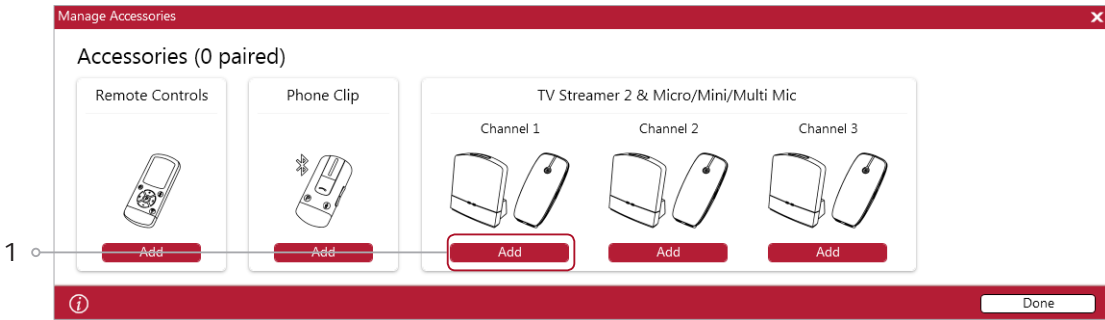 Manage Accessories
Accessories (0 paired)
Remote Controls
Phone Clip
TV Streamer 2 & Micro/Mini/Multi Mic
Channel 1
Channel 2
Channel 3
1
Add
Add
Add
Add
Add
i
Done